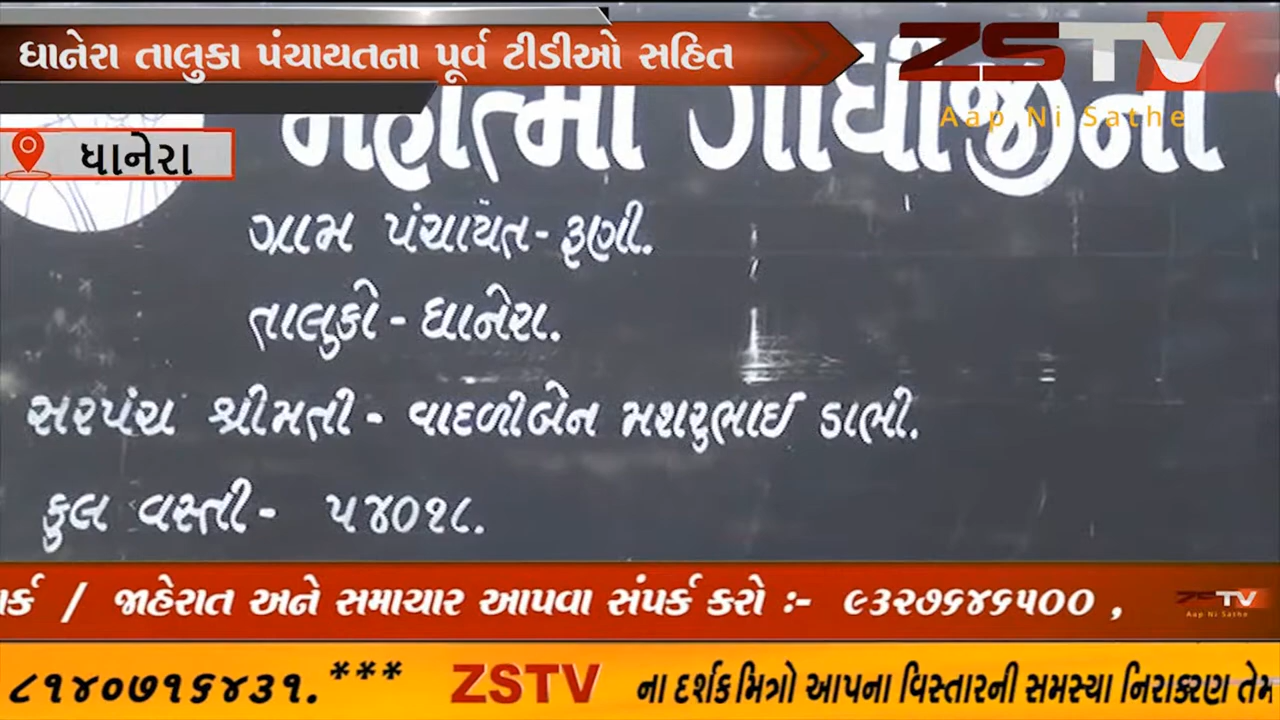 ધાનેરા તાલુકા પંચાયતના પૂર્વ ટીડીઓ સહિત
ZSTV
Aap Ni Sathe
ધાનેરા
મહાત્મા ગાંધીજીના
ગ્રામ પંચાયત - રૂણી.
તાલુકો - ધાનેરા.
સરપંચ શ્રીમતી - વાદળીબેન મશરુભાઈ ડાભી.
કુલ વસ્તી - ૫૪૦૧૮.
ર્ક / જાહેરાત અને સમાચાર આપવા સંપર્ક કરો :- ૯૩૨૭૬૪૬૫૦૦ ,
ZSTV
Aap Ni Sathe
૮૧૪૦૭૧૬૪૩૧.*** ZSTV ના દર્શક મિત્રો આપના વિસ્તારની સમસ્યા નિરાકરણ તેમ